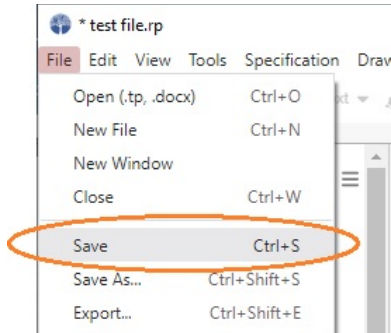 * test file.rp
File Edit View Tools Specification Draw
Open (.tp, .docx) Ctrl+O
New File Ctrl+N
New Window
Close Ctrl+W
Save Ctrl+S
Save As... Ctrl+Shift+S
Export... Ctrl+Shift+E